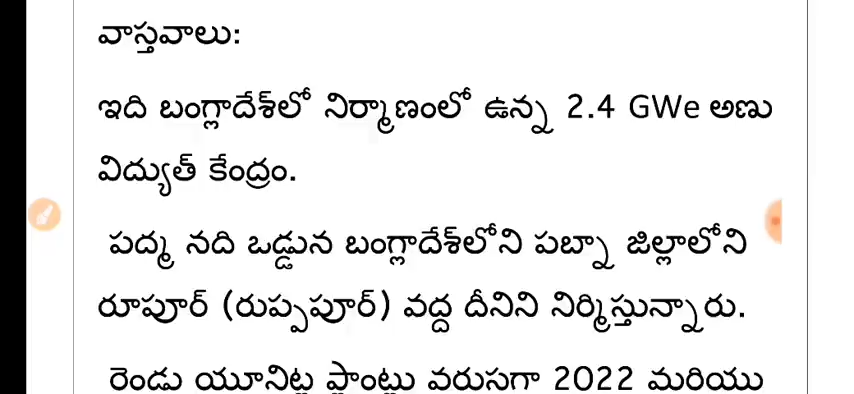 వాస్తవాలు:
ఇది బంగ్లాదేశ్‌లో నిర్మాణంలో ఉన్న 2.4 GWe అణు
విద్యుత్ కేంద్రం.
పద్మ నది ఒడ్డున బంగ్లాదేశ్‌లోని పబ్నా జిల్లాలోని
రూపూర్ (రుప్పపూర్) వద్ద దీనిని నిర్మిస్తున్నారు.
రెండు యూనిట్ల ప్లాంట్లు వరుసగా 2022 మరియు